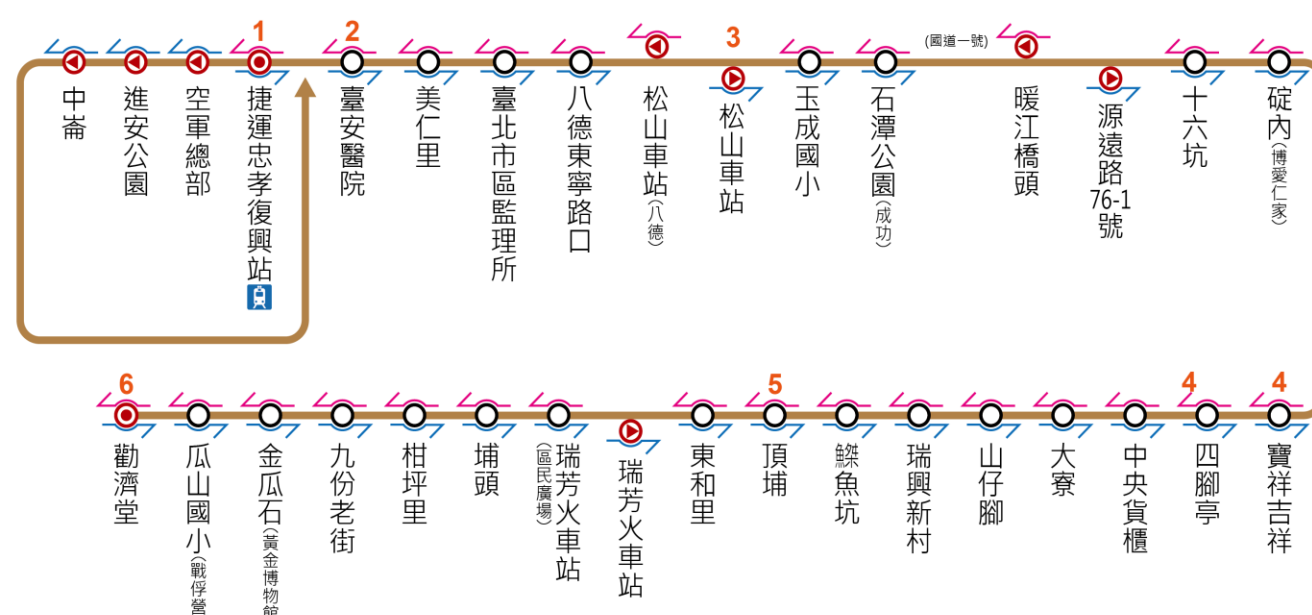 1
2
3
(國道一號)
中崙
進安公園
空軍總部
捷運忠孝復興站
臺安醫院
美仁里
臺北市區監理所
八德東寧路口
松山車站(八德)
松山車站
玉成國小
石潭公園(成功)
暖江橋頭
源遠路76-1號
十六坑
碇內(博愛仁家)
6
5
4
4
勸濟堂
瓜山國小(戰俘營
金瓜石(黃金博物館
九份老街
柑坪里
埔頭
瑞芳火車站(區民廣場)
瑞芳火車站
東和里
頂埔
鰈魚坑
瑞興新村
山仔腳
大寮
中央貨櫃
四腳亭
寶祥吉祥